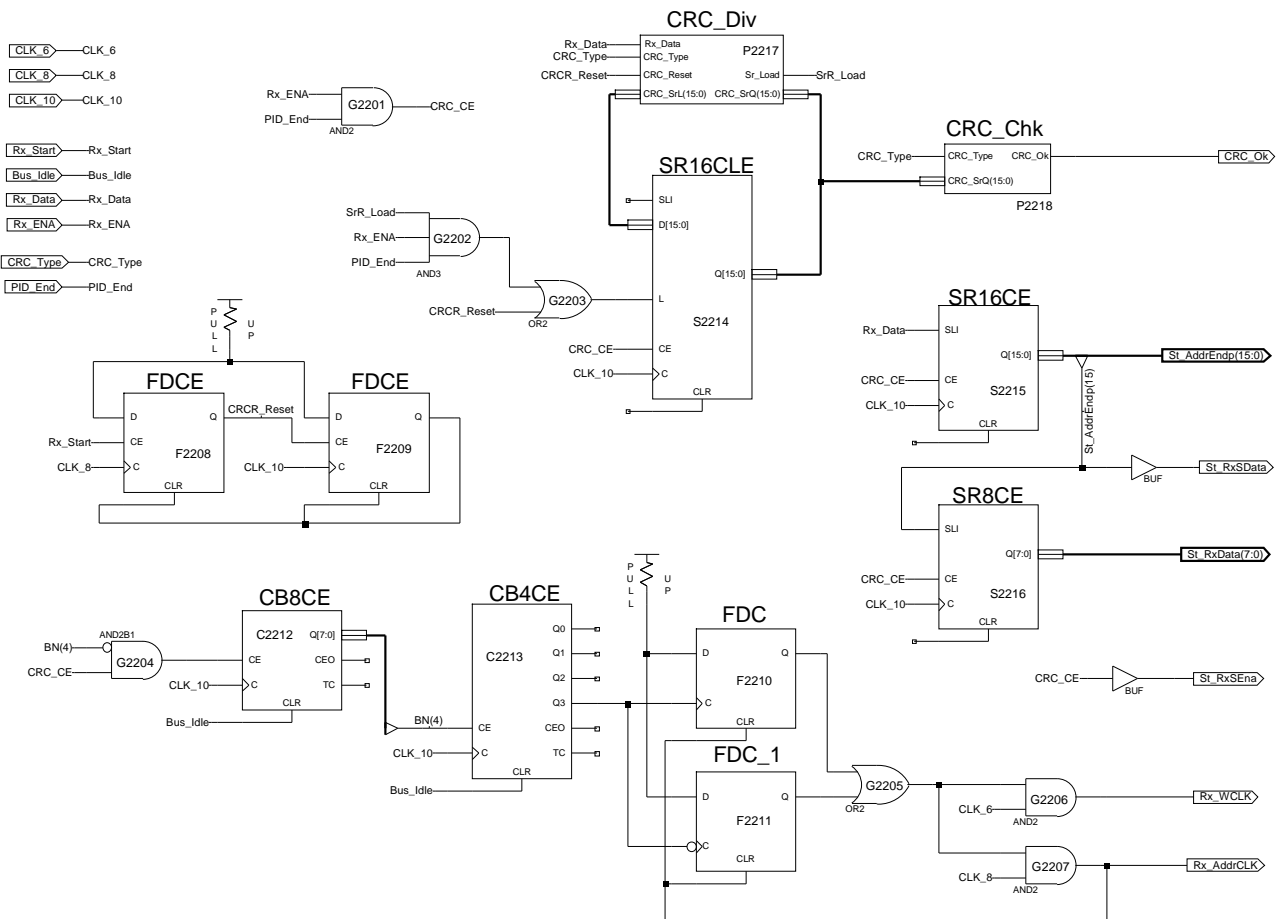 CRC_Div
Rx_Data
Rx_Data
P2217
CRC_Type
CRC_Type
CRCR_Reset
CRC_Reset
Sr_Load
SrR_Load
CRC_SrL(15:0)
CRC_SrQ(15:0)
CLK_6
CLK_6
CLK_8
CLK_8
CLK_10
CLK_10
Rx_Start
Rx_Start
Bus_Idle
Bus_Idle
Rx_Data
Rx_Data
Rx_ENA
Rx_ENA
CRC_Type
CRC_Type
PID_End
PID_End
Rx_ENA
PID_End
G2201
AND2
CRC_CE
CRC_Chk
CRC_Type
CRC_Type
CRC_Ok
CRC_Ok
CRC_SrQ(15:0)
P2218
SrR_Load
Rx_ENA
PID_End
G2202
AND3
CRCR_Reset
G2203
OR2
SR16CLE
SLI
D[15:0]
Q[15:0]
L
S2214
CRC_CE
CE
CLK_10
C
CLR
SR16CE
Rx_Data
SLI
Q[15:0]
St_AddrEndp(15:0)
CRC_CE
CE
S2215
CLK_10
C
CLR
St_AddrEndp(15)
BUF
St_RxSData
PULL
UP
FDCE
D
Q
CRCR_Reset
Rx_Start
CE
F2208
CLK_8
C
CLR
FDCE
D
Q
CE
F2209
CLK_10
C
CLR
SR8CE
SLI
Q[7:0]
St_RxData(7:0)
CRC_CE
CE
S2216
CLK_10
C
CLR
CRC_CE
BUF
St_RxSEna
AND2B1
BN(4)
CRC_CE
G2204
CB8CE
C2212
Q[7:0]
CE
CEO
CLK_10
C
TC
CLR
Bus_Idle
BN(4)
CB4CE
Q0
C2213
Q1
Q2
Q3
CE
CEO
CLK_10
C
TC
CLR
Bus_Idle
PULL
UP
FDC
D
Q
F2210
C
CLR
FDC_1
D
Q
F2211
C
CLR
G2205
OR2
CLK_6
G2206
AND2
Rx_WCLK
CLK_8
G2207
AND2
Rx_AddrCLK